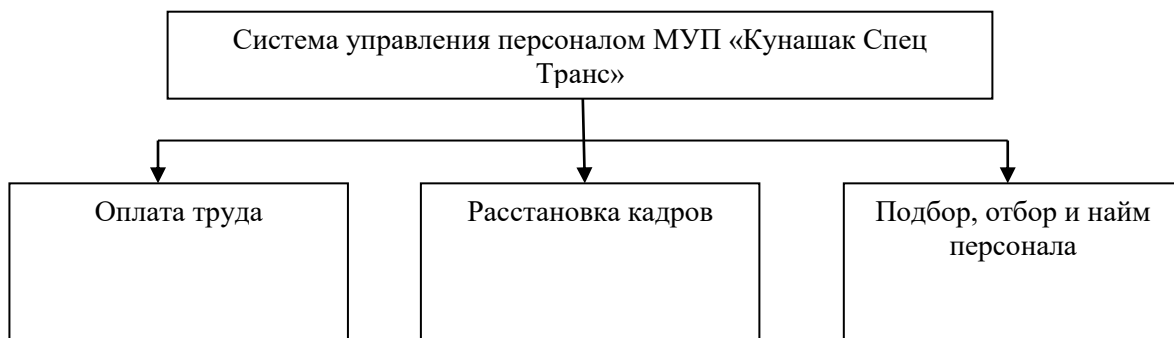 Система управления персоналом МУП «Кунашак Спец
Транс»
Оплата труда
Расстановка кадров
Подбор, отбор и найм
персонала